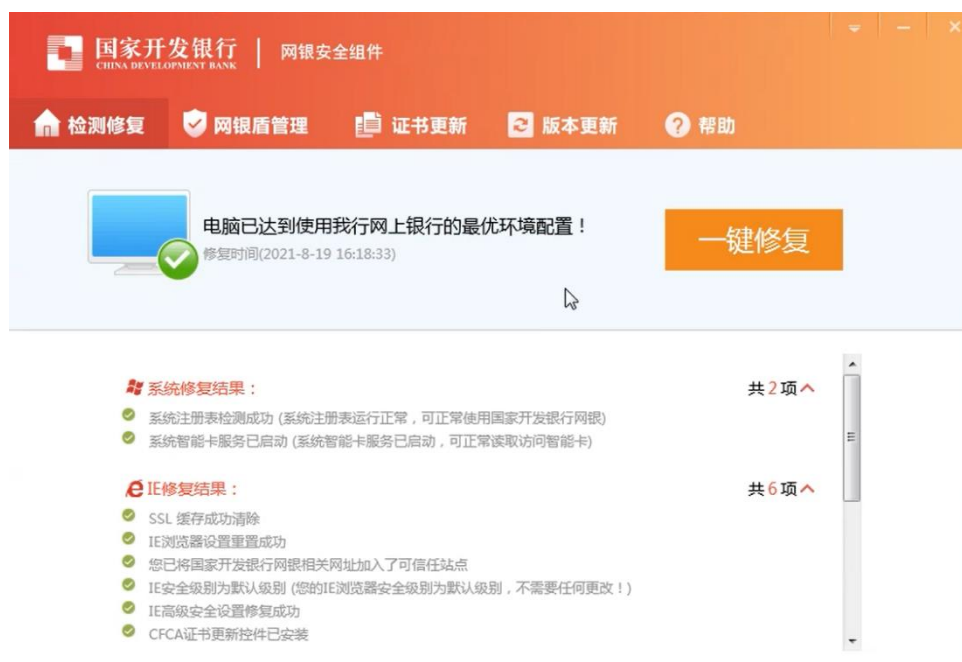 国家开发银行 | 网银安全组件
CHINA DEVELOPMENT BANK
检测修复 网银盾管理 证书更新 版本更新 帮助
电脑已达到使用我行网上银行的最优环境配置！
修复时间(2021-8-19 16:18:33)
一键修复
系统修复结果： 共2项
系统注册表检测成功 (系统注册表运行正常，可正常使用国家开发银行网银)
系统智能卡服务已启动 (系统智能卡服务已启动，可正常读取访问智能卡)
IE修复结果： 共6项
SSL 缓存成功清除
IE浏览器设置重置成功
您已将国家开发银行网银相关网址加入了可信任站点
IE安全级别为默认级别 (您的IE浏览器安全级别为默认级别，不需要任何更改！)
IE高级安全设置修复成功
CFCA证书更新控件已安装